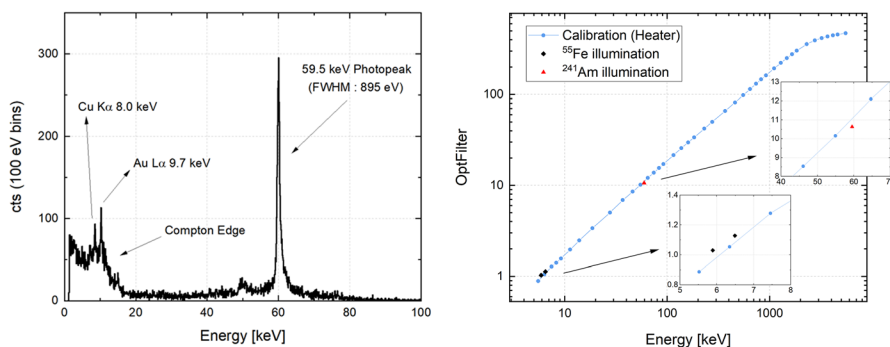 300
250
200
150
100
50
0
0 20 40 60 80 100
cts (100 eV bins)
Energy [keV]
Cu Kα 8.0 keV
Au Lα 9.7 keV
Compton Edge
59.5 keV Photopeak
(FWHM : 895 eV)
Calibration (Heater)
⁵⁵Fe illumination
²⁴¹Am illumination
100
10
1
10 100 1000
OptFilter
Energy [keV]
13
12
11
10
9
8
40 50 60 70
1.4
1.2
1.0
0.8
5 6 7 8